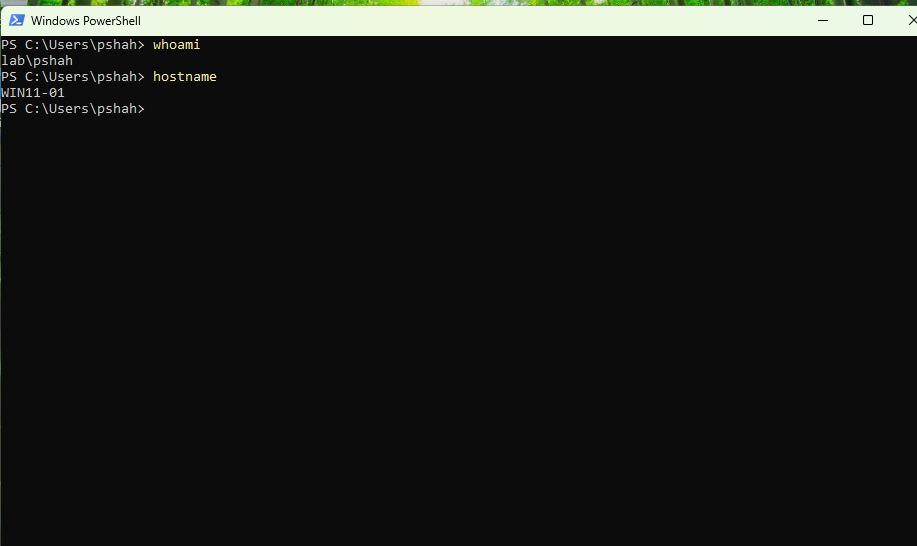 Windows PowerShell
PS C:\Users\pshah> whoami
lab\pshah
PS C:\Users\pshah> hostname
WIN11-01
PS C:\Users\pshah>